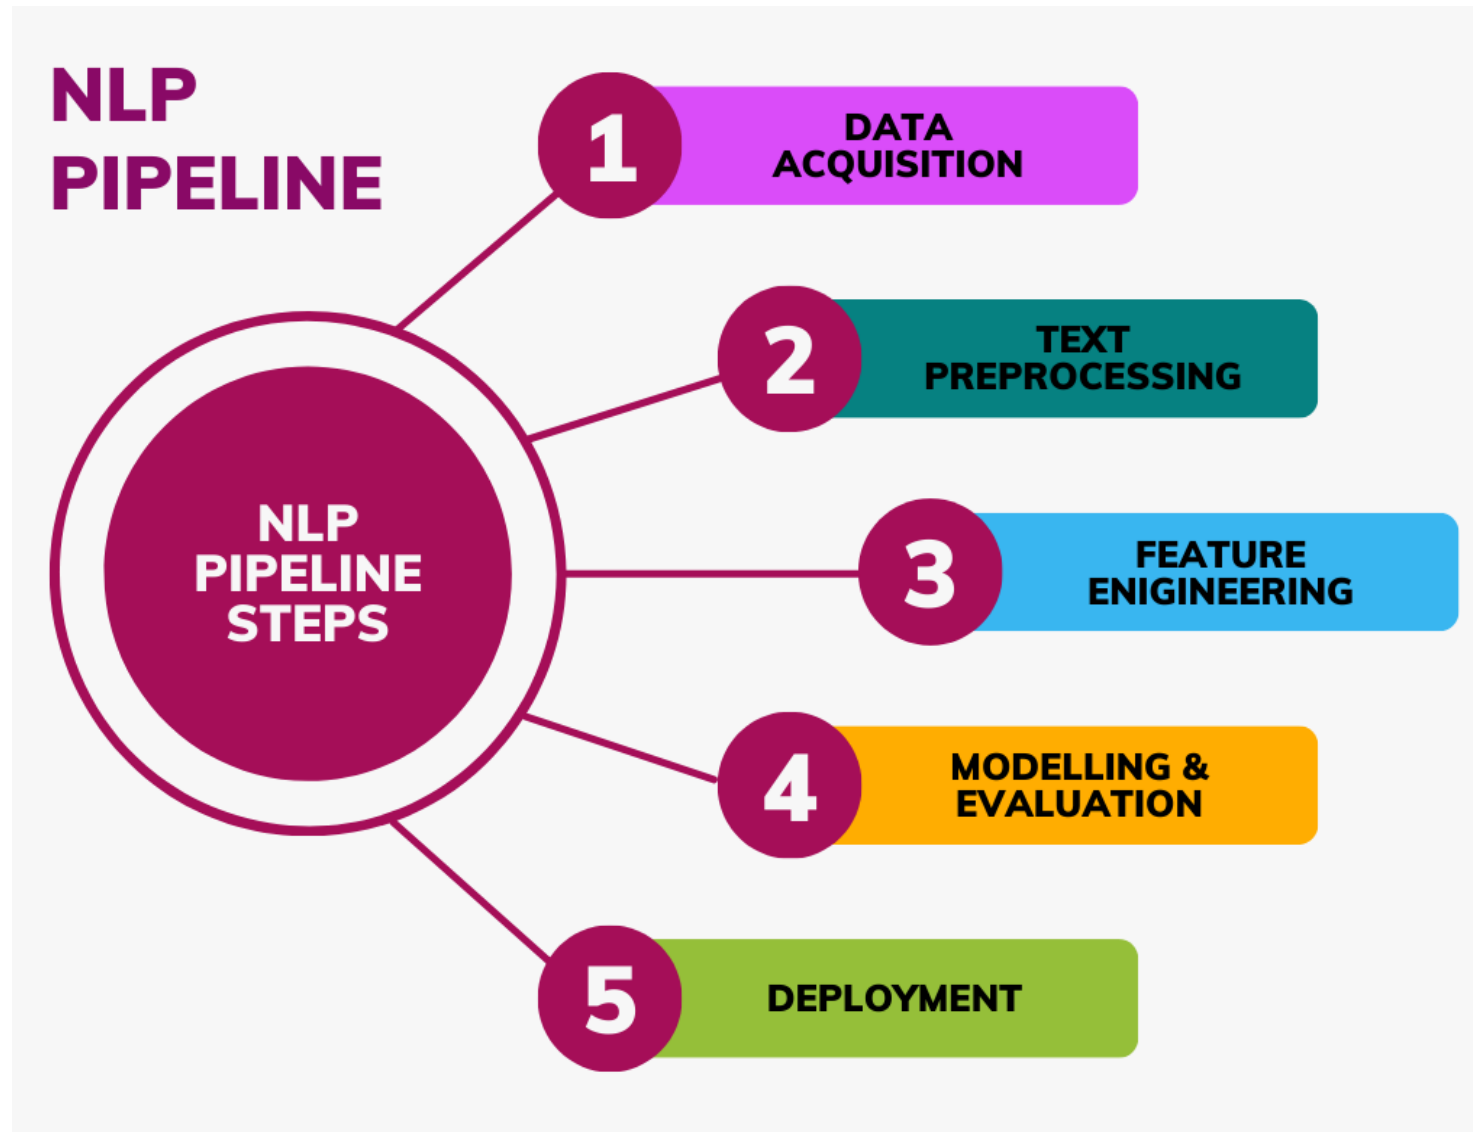 NLP
PIPELINE
1
DATA
ACQUISITION
2
TEXT
PREPROCESSING
NLP
PIPELINE
STEPS
3
FEATURE
ENIGINEERING
4
MODELLING &
EVALUATION
5
DEPLOYMENT